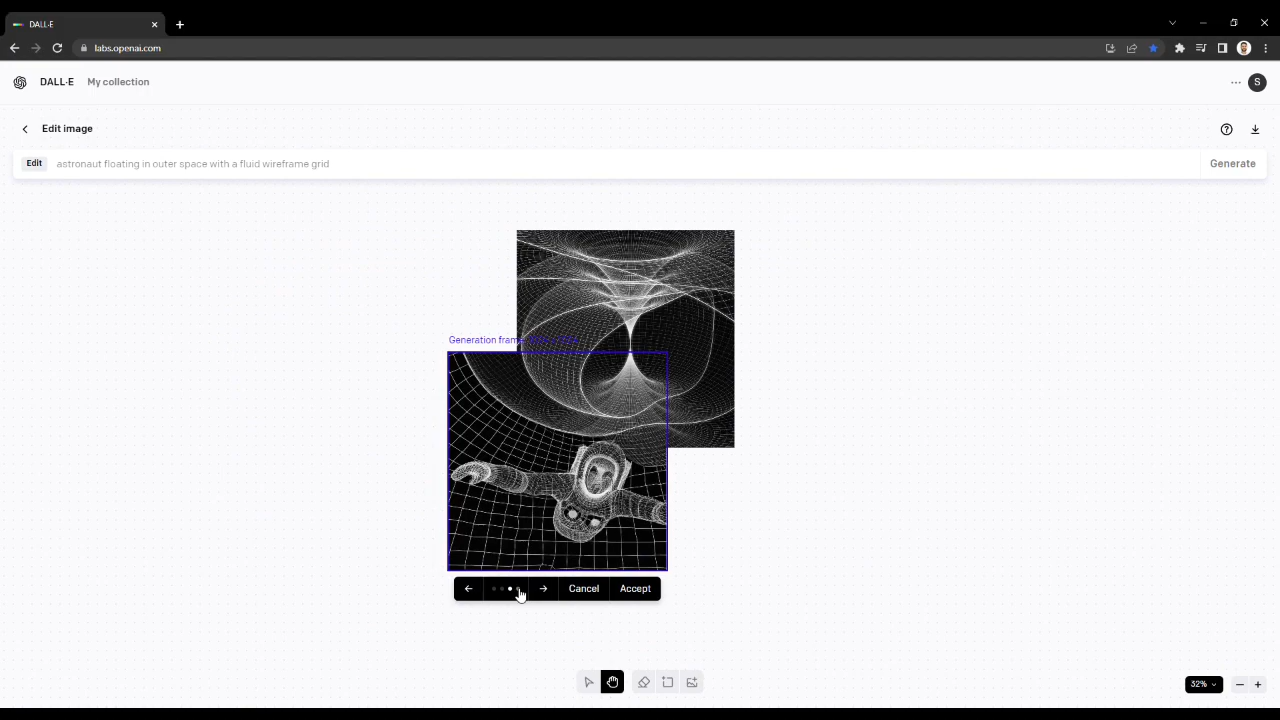 DALL·E
labs.openai.com
DALL·E My collection
S
Edit image
Edit astronaut floating in outer space with a fluid wireframe grid Generate
Generation frame
Cancel Accept
32%